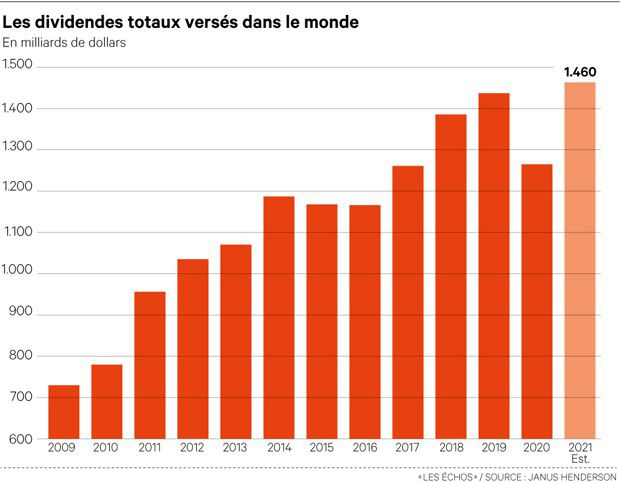 Les dividendes totaux versés dans le monde
En milliards de dollars
1.500
1.460
1.400
1.300
1.200
1.100
1.000
900
800
700
600
2009 2010 2011 2012 2013 2014 2015 2016 2017 2018 2019 2020 2021
Est.
« LES ÉCHOS » / SOURCE : JANUS HENDERSON